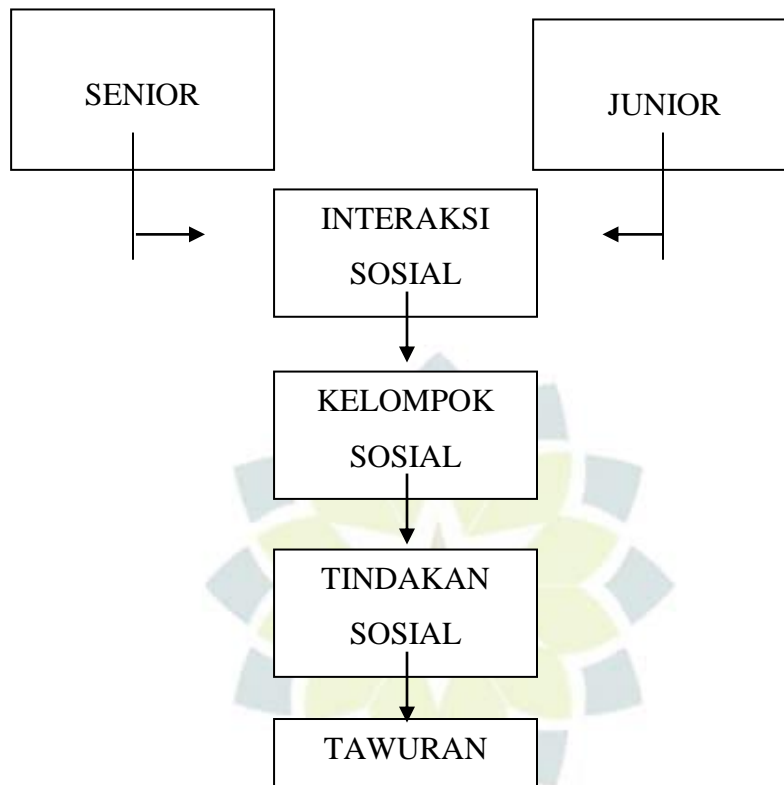 SENIOR
JUNIOR
INTERAKSI
SOSIAL
KELOMPOK
SOSIAL
TINDAKAN
SOSIAL
TAWURAN